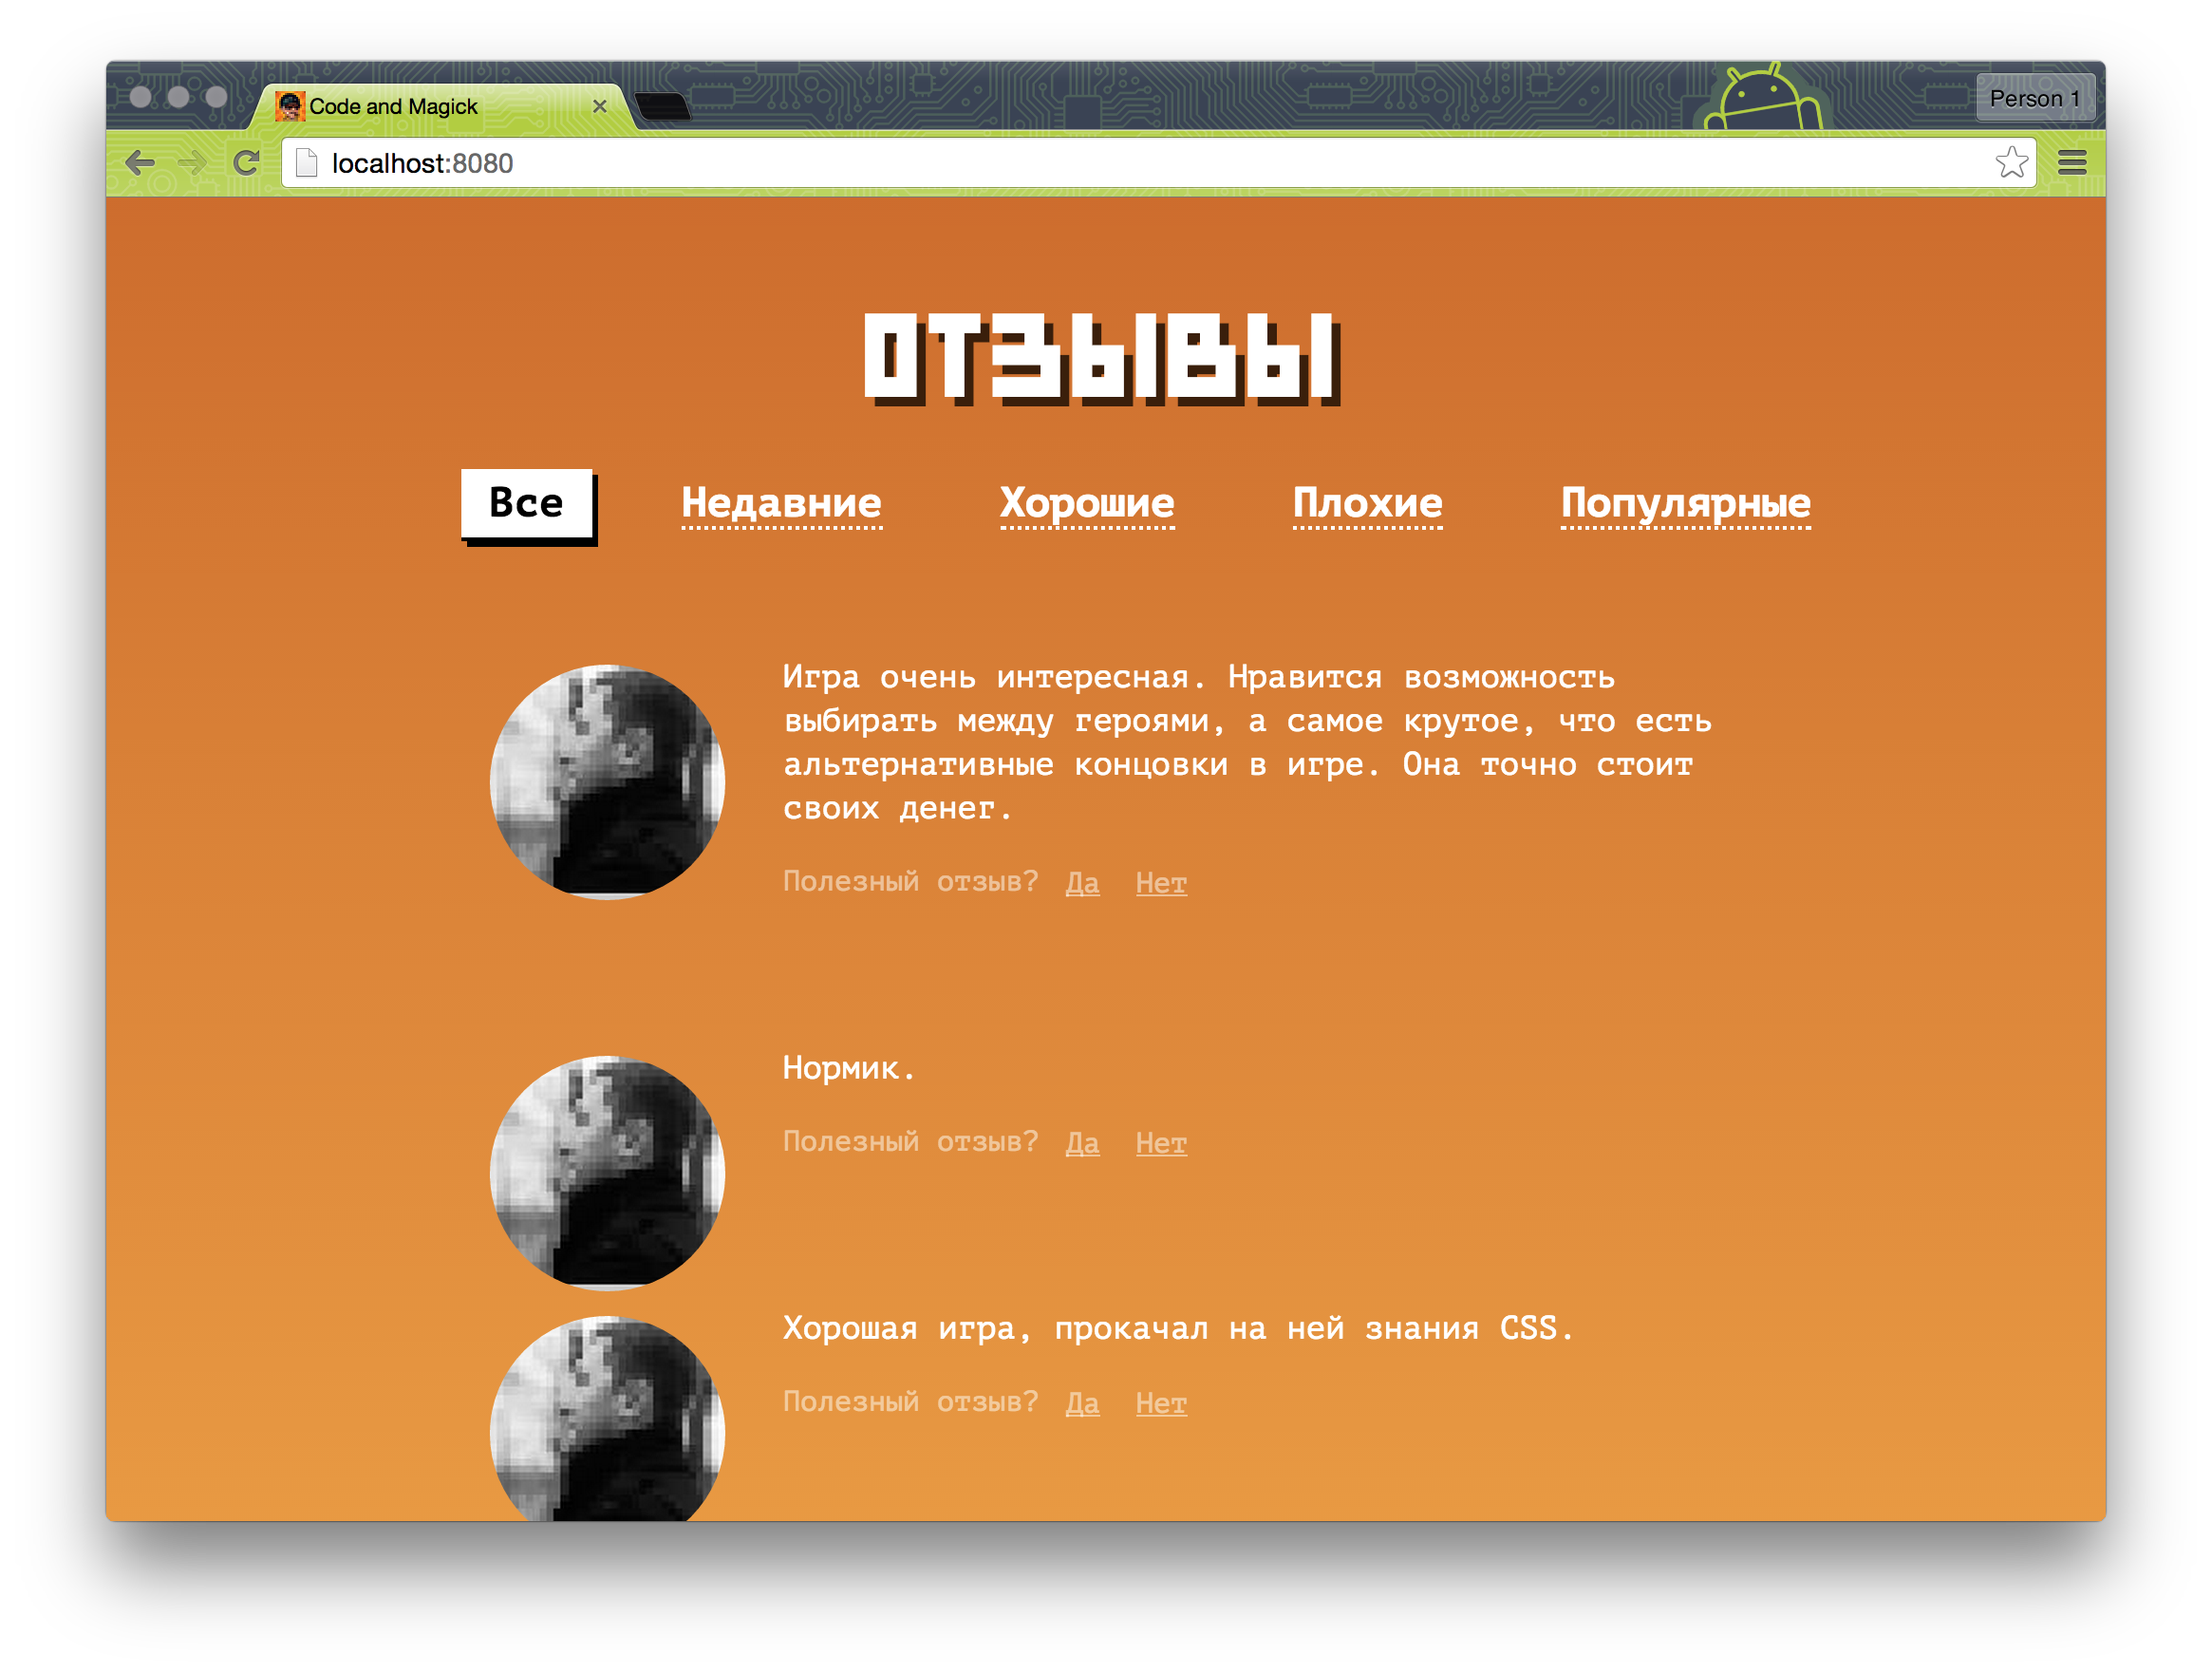 Code and Magick
Person 1
localhost:8080
ОТЗЫВЫ
Все Недавние Хорошие Плохие Популярные
Игра очень интересная. Нравится возможность
выбирать между героями, а самое крутое, что есть
альтернативные концовки в игре. Она точно стоит
своих денег.
Полезный отзыв? Да Нет
Нормик.
Полезный отзыв? Да Нет
Хорошая игра, прокачал на ней знания CSS.
Полезный отзыв? Да Нет